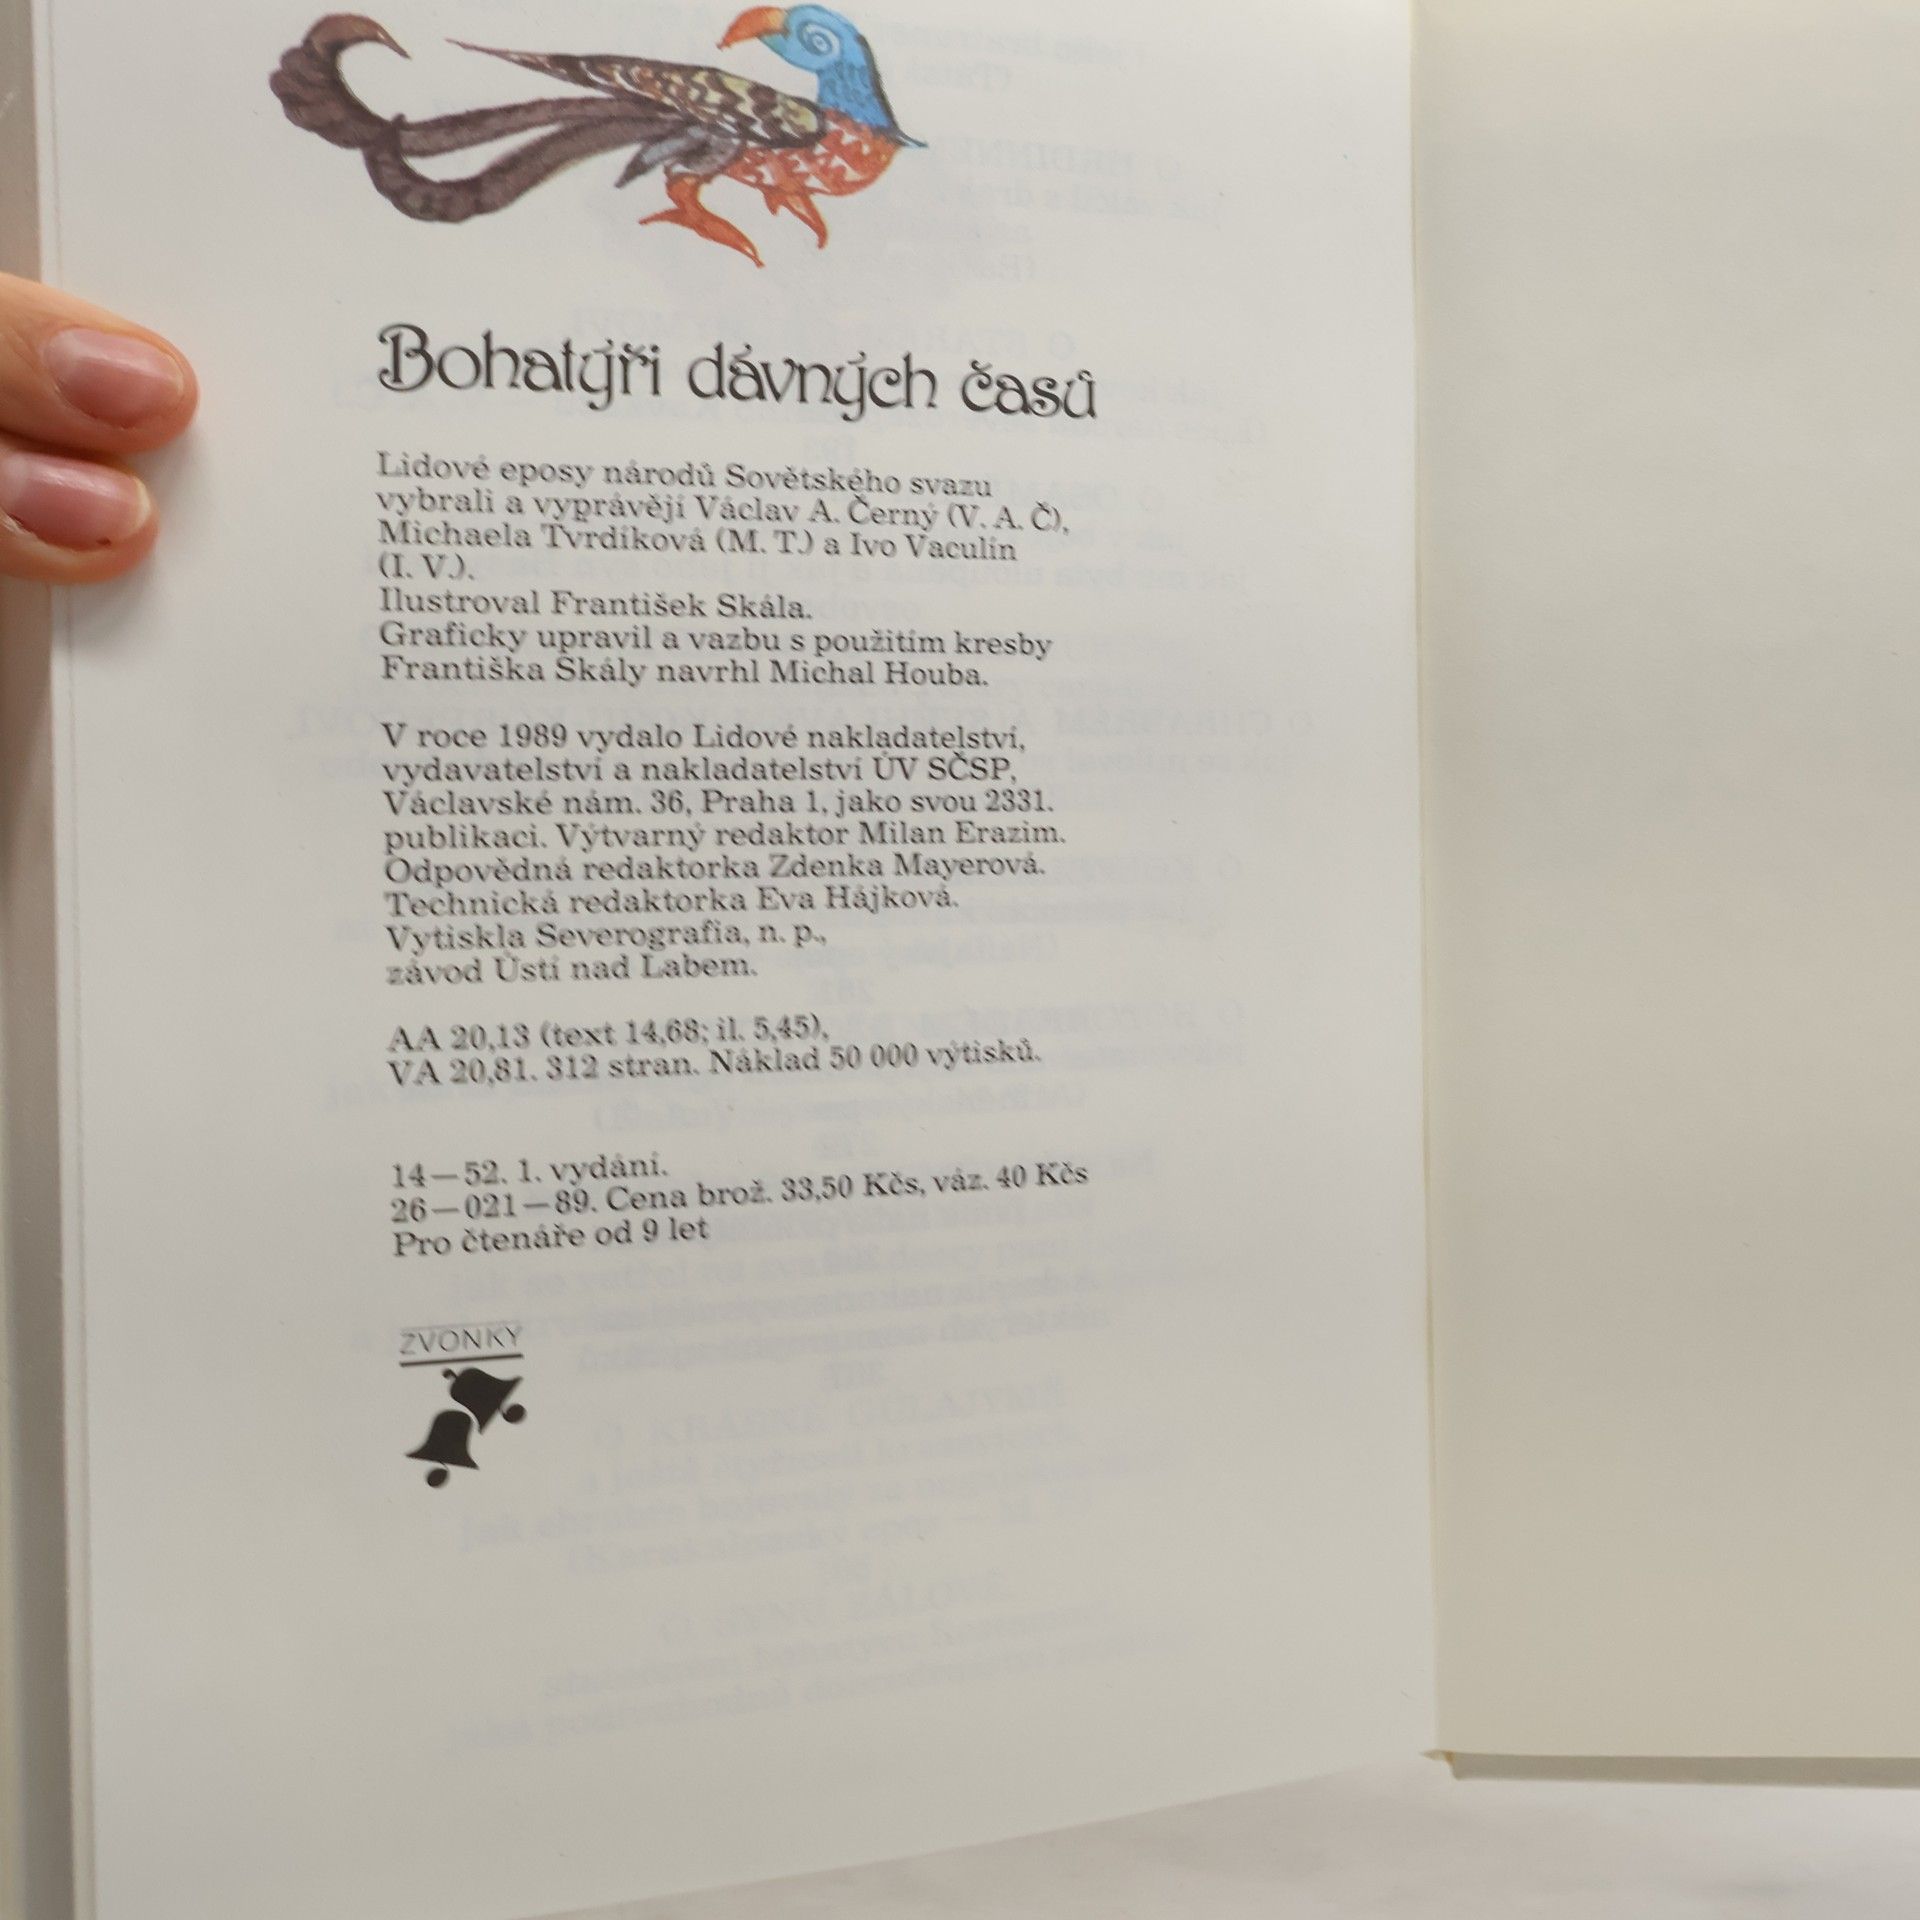 Bohatýři dávných časů
Lidové eposy národů Sovětského svazu
vybrali a vyprávějí Václav A. Černý (V. A. Č),
Michaela Tvrdíková (M. T.) a Ivo Vaculín
(I. V.).
Ilustroval František Skála.
Graficky upravil a vazbu s použitím kresby
Františka Skály navrhl Michal Houba.
V roce 1989 vydalo Lidové nakladatelství,
vydavatelství a nakladatelství ÚV SČSP,
Václavské nám. 36, Praha 1, jako svou 2331.
publikaci. Výtvarný redaktor Milan Erazim.
Odpovědná redaktorka Zdenka Mayerová.
Technická redaktorka Eva Hájková.
Vytiskla Severografia, n. p.,
závod Ústí nad Labem.
AA 20,13 (text 14,68; il. 5,45),
VA 20,81. 312 stran. Náklad 50 000 výtisků.
14—52. 1. vydání.
26—021—89. Cena brož. 33,50 Kčs, váz. 40 Kčs
Pro čtenáře od 9 let
ZVONKY